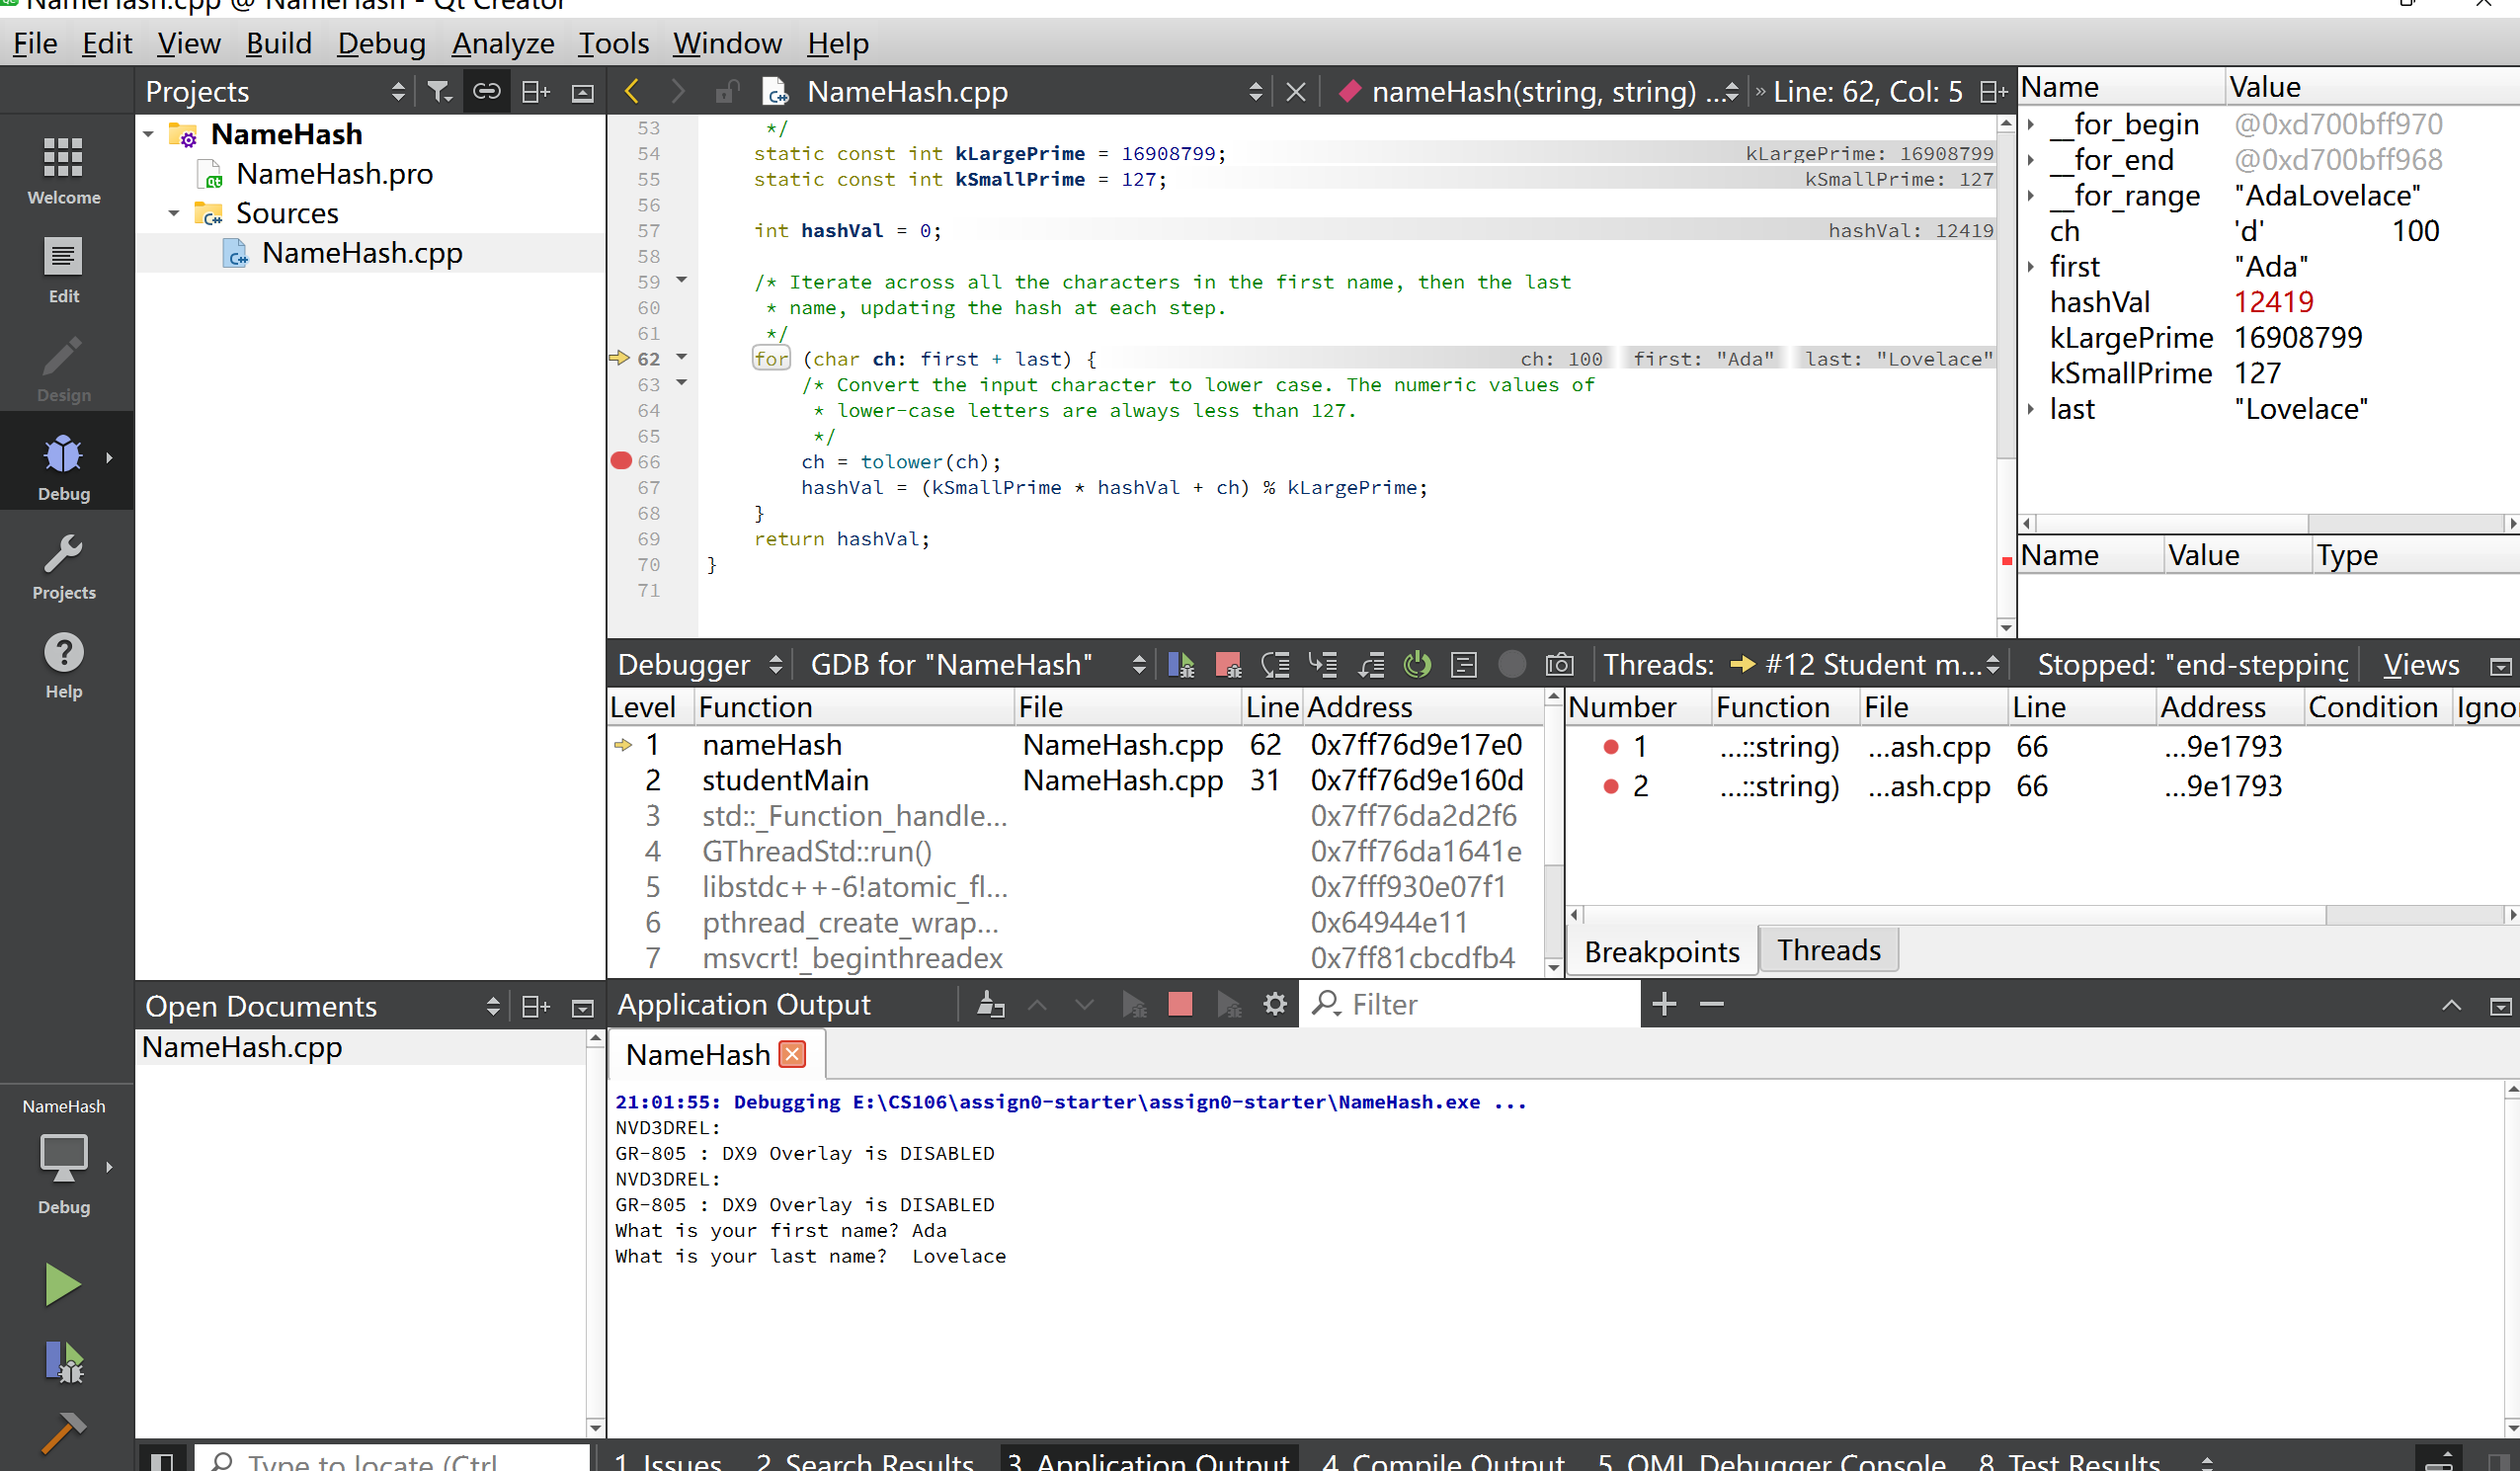 NameHash.cpp @ NameHash - Qt Creator
File Edit View Build Debug Analyze Tools Window Help
Welcome
Edit
Design
Debug
Projects
Help
NameHash
Debug
Projects
NameHash
NameHash.pro
Sources
NameHash.cpp
Open Documents
NameHash.cpp
NameHash.cpp nameHash(string, string) ... » Line: 62, Col: 5
53 */
54 static const int kLargePrime = 16908799; kLargePrime: 16908799
55 static const int kSmallPrime = 127; kSmallPrime: 127
56
57 int hashVal = 0; hashVal: 12419
58
59 /* Iterate across all the characters in the first name, then the last
60 * name, updating the hash at each step.
61 */
62 for (char ch: first + last) { ch: 100 first: "Ada" last: "Lovelace"
63 /* Convert the input character to lower case. The numeric values of
64 * lower-case letters are always less than 127.
65 */
66 ch = tolower(ch);
67 hashVal = (kSmallPrime * hashVal + ch) % kLargePrime;
68 }
69 return hashVal;
70 }
71
Name Value
__for_begin @0xd700bff970
__for_end @0xd700bff968
__for_range "AdaLovelace"
ch 'd' 100
first "Ada"
hashVal 12419
kLargePrime 16908799
kSmallPrime 127
last "Lovelace"
Name Value Type
Debugger GDB for "NameHash" Threads: #12 Student m... Stopped: "end-stepping Views
Level Function File Line Address
1 nameHash NameHash.cpp 62 0x7ff76d9e17e0
2 studentMain NameHash.cpp 31 0x7ff76d9e160d
3 std::_Function_handle... 0x7ff76da2d2f6
4 GThreadStd::run() 0x7ff76da1641e
5 libstdc++-6!atomic_fl... 0x7fff930e07f1
6 pthread_create_wrap... 0x64944e11
7 msvcrt!_beginthreadex 0x7ff81cbcdfb4
Number Function File Line Address Condition Igno
1 ...::string) ...ash.cpp 66 ...9e1793
2 ...::string) ...ash.cpp 66 ...9e1793
Breakpoints Threads
Application Output Filter
NameHash
21:01:55: Debugging E:\CS106\assign0-starter\assign0-starter\NameHash.exe ...
NVD3DREL:
GR-805 : DX9 Overlay is DISABLED
NVD3DREL:
GR-805 : DX9 Overlay is DISABLED
What is your first name? Ada
What is your last name? Lovelace
Type to locate (Ctrl 1 Issues 2 Search Results 3 Application Output 4 Compile Output 5 QML Debugger Console 8 Test Results